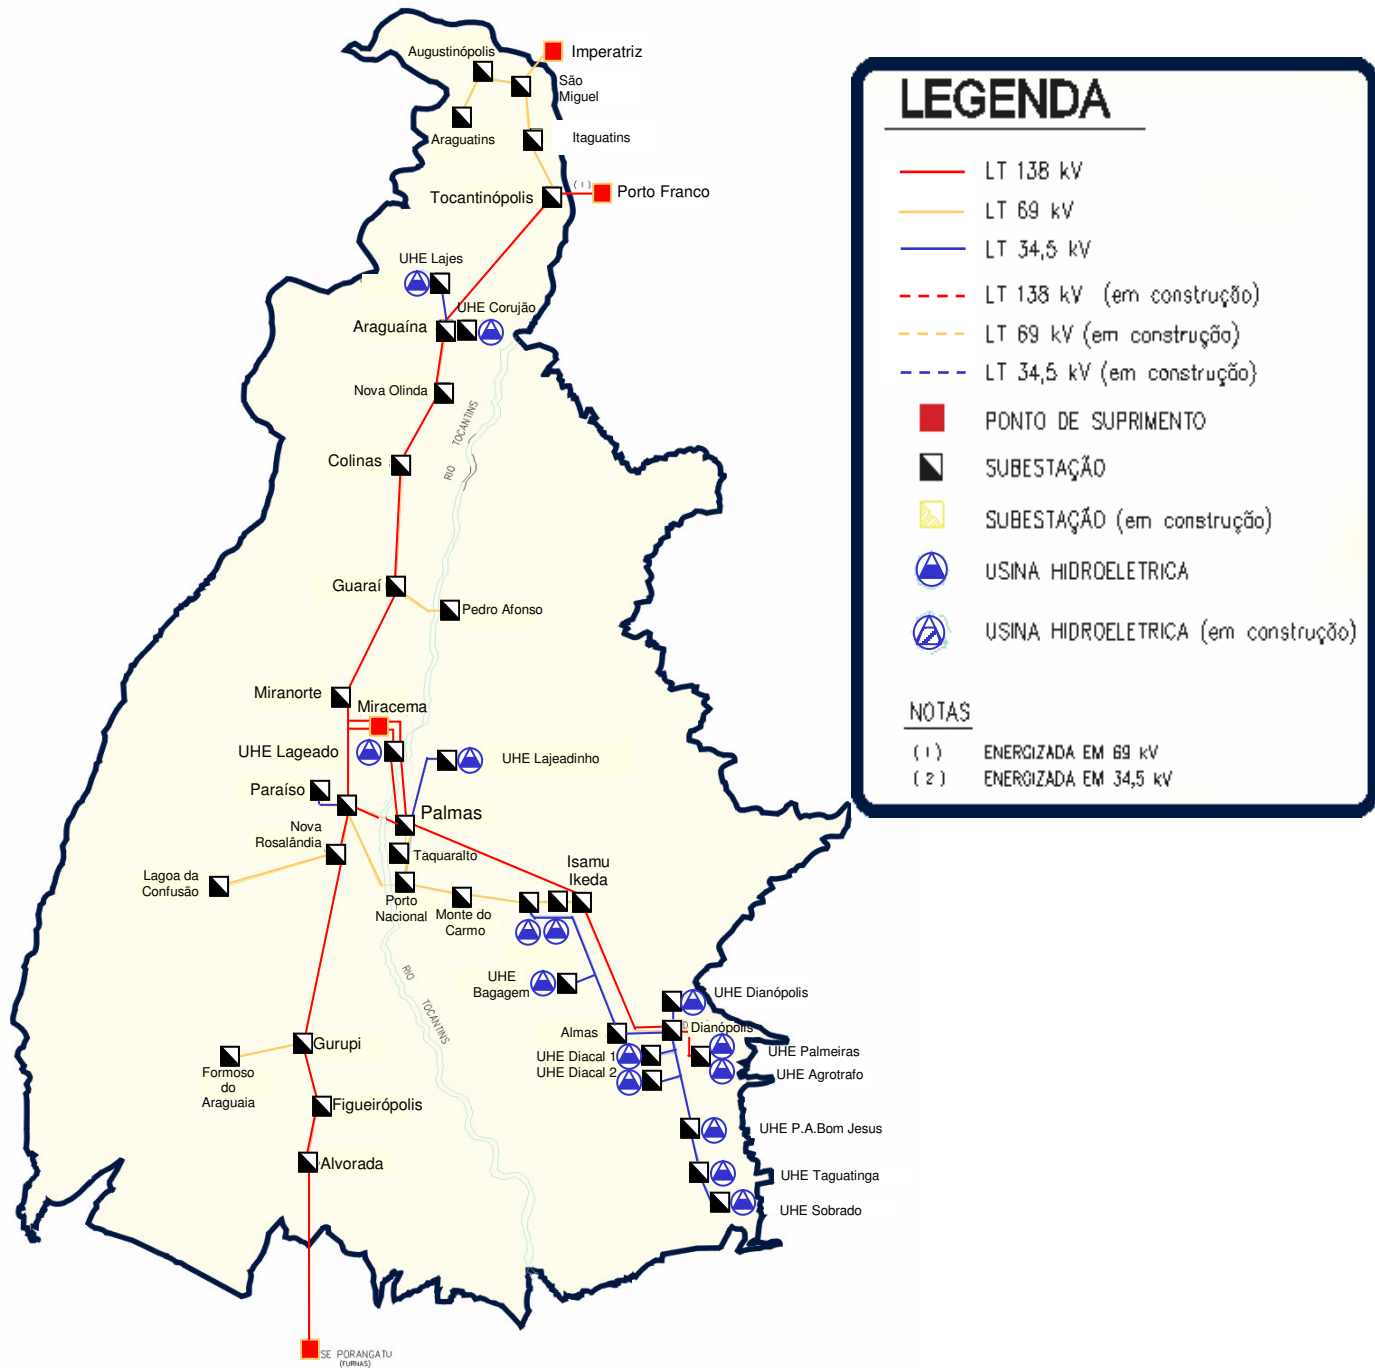 Augustinópolis
Imperatriz
São
Miguel
Araguatins
Itaguatins
Tocantinópolis
( 1 )
Porto Franco
UHE Lajes
UHE Corujão
Araguaína
Nova Olinda
RIO TOCANTINS
Colinas
Guaraí
Pedro Afonso
Miranorte
Miracema
UHE Lageado
UHE Lajeadinho
Paraíso
Palmas
Nova
Rosalândia
Taquaralto
Isamu
Ikeda
Lagoa da
Confusão
Porto
Nacional
Monte do
Carmo
RIO TOCANTINS
UHE
Bagagem
UHE Dianópolis
Almas
Dianópolis
UHE Diacal 1
UHE Diacal 2
UHE Palmeiras
UHE Agrotrafo
Gurupi
Formoso
do
Araguaia
Figueirópolis
UHE P.A.Bom Jesus
Alvorada
UHE Taguatinga
UHE Sobrado
SE PORANGATU
(FURNAS)
LEGENDA
LT 138 kV
LT 69 kV
LT 34,5 kV
LT 138 kV (em construção)
LT 69 kV (em construção)
LT 34,5 kV (em construção)
PONTO DE SUPRIMENTO
SUBESTAÇÃO
SUBESTAÇÃO (em construção)
USINA HIDROELETRICA
USINA HIDROELETRICA (em construção)
NOTAS
( 1 ) ENERGIZADA EM 69 kV
( 2 ) ENERGIZADA EM 34,5 kV